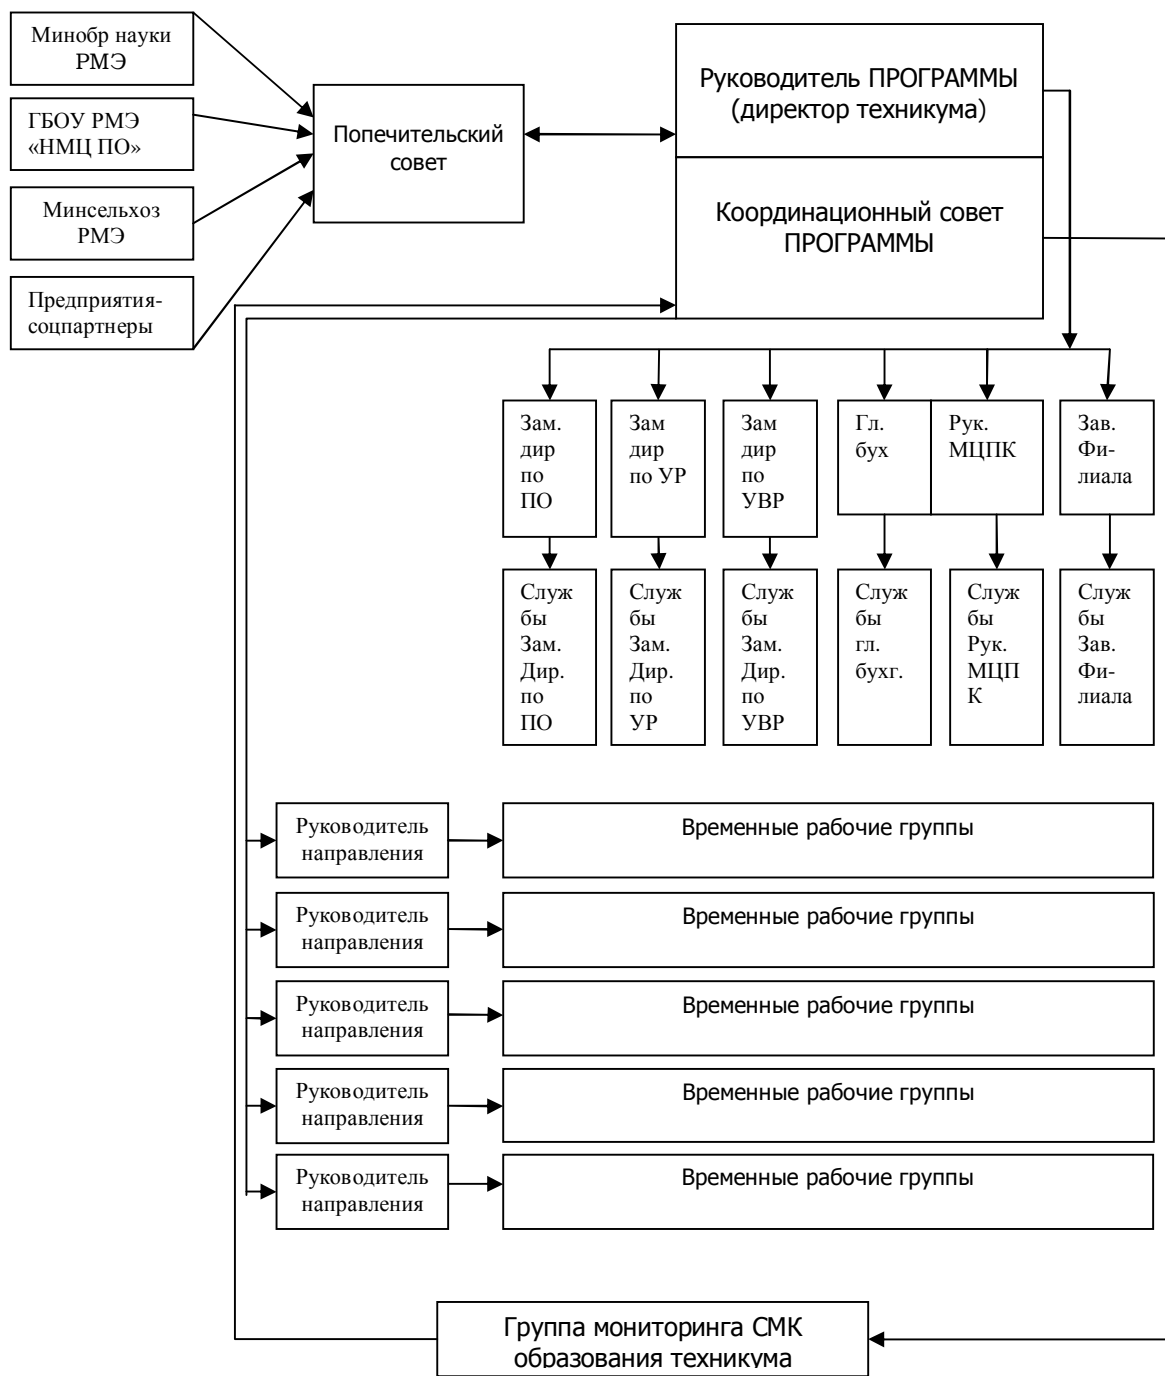 Минобр науки
РМЭ
ГБОУ РМЭ
«НМЦ ПО»
Минсельхоз
РМЭ
Предприятия-
соцпартнеры
Попечительский
совет
Руководитель ПРОГРАММЫ
(директор техникума)
Координационный совет
ПРОГРАММЫ
Зам.
дир
по
ПО
Зам
дир
по УР
Зам
дир
по
УВР
Гл.
бух
Рук.
МЦПК
Зав.
Фи-
лиала
Служ
бы
Зам.
Дир.
по
ПО
Служ
бы
Зам.
Дир.
по
УР
Служ
бы
Зам.
Дир.
по
УВР
Служ
бы
гл.
бухг.
Служ
бы
Рук.
МЦП
К
Служ
бы
Зав.
Фи-
лиала
Руководитель
направления
Временные рабочие группы
Руководитель
направления
Временные рабочие группы
Руководитель
направления
Временные рабочие группы
Руководитель
направления
Временные рабочие группы
Руководитель
направления
Временные рабочие группы
Группа мониторинга СМК
образования техникума